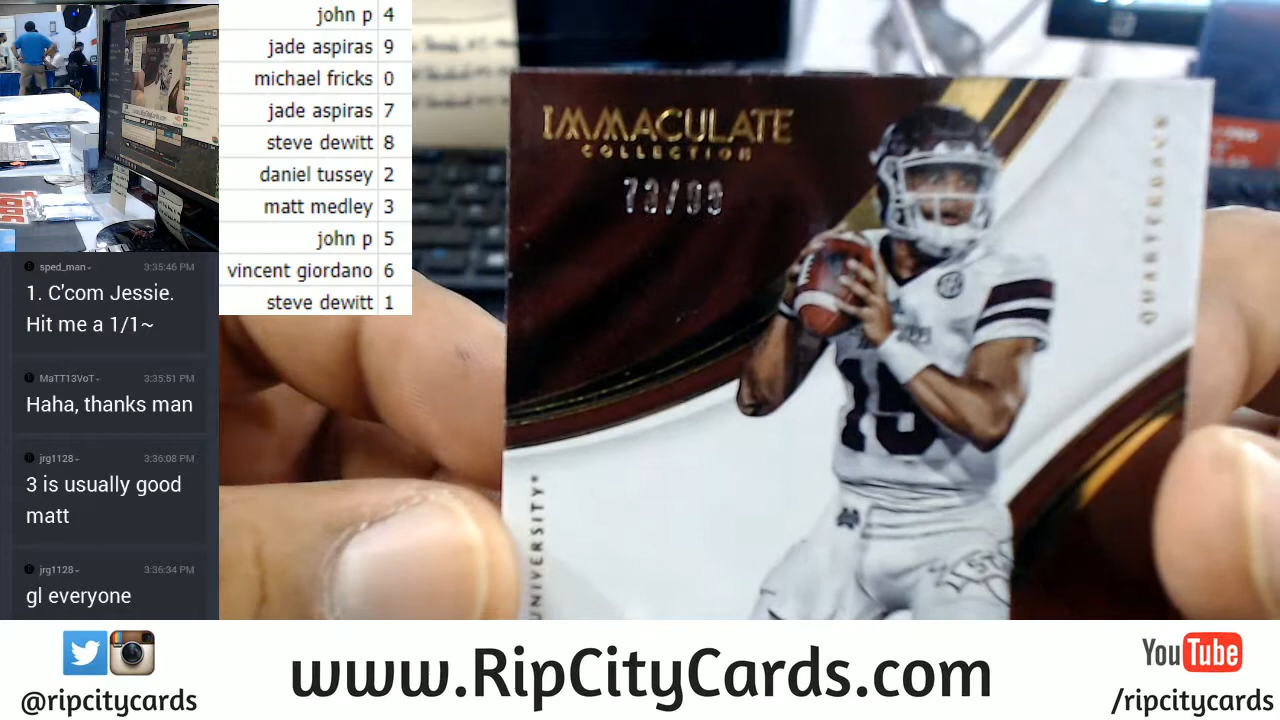 john p 4
jade aspiras 9
michael fricks 0
jade aspiras 7
steve dewitt 8
daniel tussey 2
matt medley 3
john p 5
vincent giordano 6
steve dewitt 1
sped_man 3:35:46 PM
1. C'com Jessie.
Hit me a 1/1~
MaTT13VoT 3:35:51 PM
Haha, thanks man
jrg1128 3:36:08 PM
3 is usually good
matt
jrg1128 3:36:34 PM
gl everyone
IMMACULATE
COLLECTION
/99
QUARTERBACK
UNIVERSITY
15
@ripcitycards
www.RipCityCards.com
YouTube
/ripcitycards